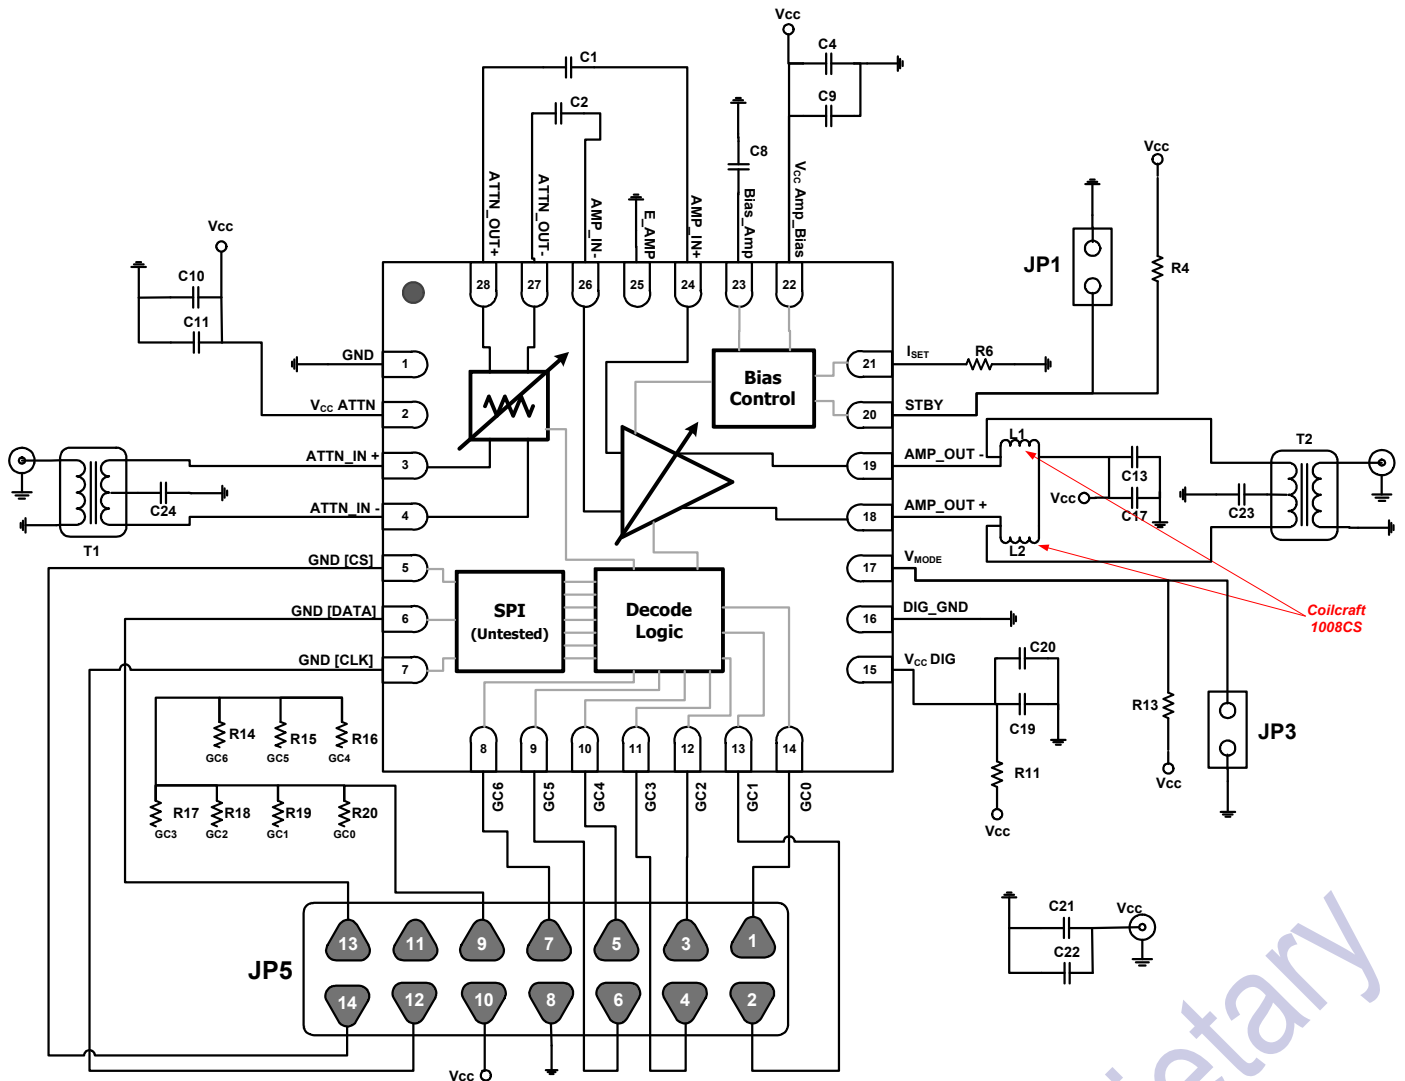 Vcc
C4
C9
C1
C2
C8
Vcc
Vcc
ATTN_OUT+
ATTN_OUT-
AMP_IN-
E_AMP
AMP_IN+
Bias_Amp
VCC Amp_Bias
C10
C11
JP1
R4
28
27
26
25
24
23
22
GND
1
VCC ATTN
2
ATTN_IN +
3
ATTN_IN -
4
GND [CS]
5
GND [DATA]
6
GND [CLK]
7
Bias
Control
21
ISET
R6
20
STBY
19
AMP_OUT -
18
AMP_OUT +
17
VMODE
16
DIG_GND
15
VCC DIG
L1
L2
C13
Vcc
C17
C23
T2
C24
T1
SPI
(Untested)
Decode
Logic
Coilcraft
1008CS
C20
C19
R11
Vcc
R13
Vcc
JP3
R14
R15
R16
GC6
GC5
GC4
R17
R18
R19
R20
GC3
GC2
GC1
GC0
8
9
10
11
12
13
14
GC6
GC5
GC4
GC3
GC2
GC1
GC0
JP5
13
11
9
7
5
3
1
14
12
10
8
6
4
2
Vcc
C21
C22
Vcc